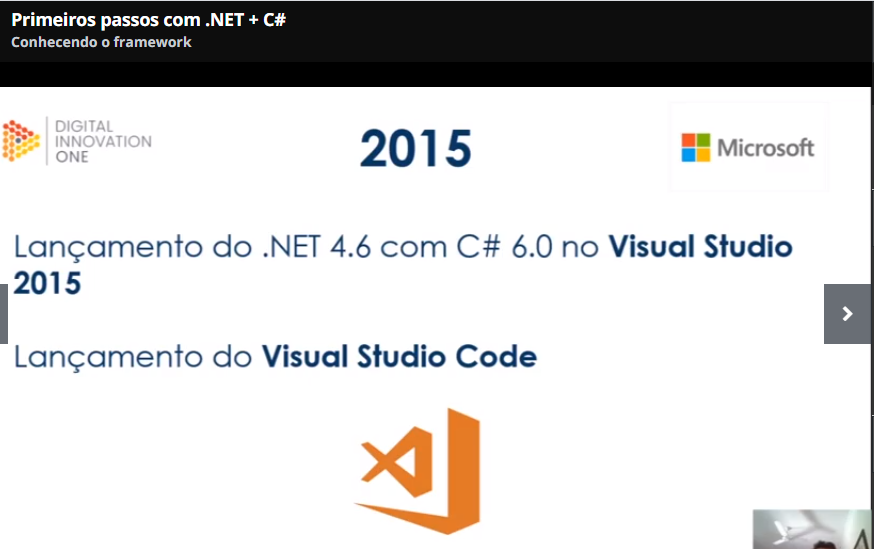 Primeiros passos com .NET + C#
Conhecendo o framework
DIGITAL
INNOVATION
ONE
2015
Microsoft
Lançamento do .NET 4.6 com C# 6.0 no Visual Studio
2015
Lançamento do Visual Studio Code